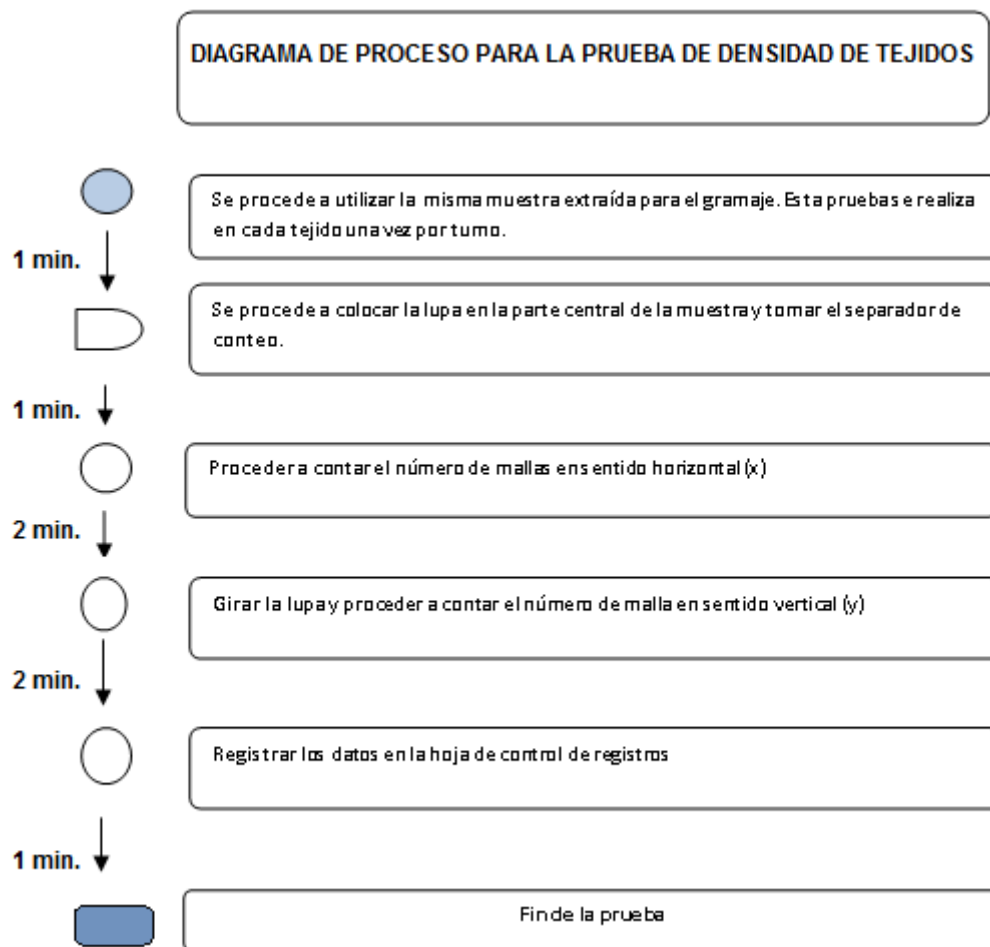 DIAGRAMA DE PROCESO PARA LA PRUEBA DE DENSIDAD DE TEJIDOS
Se procede a utilizar la misma muestra extraída para el gramaje. Esta pruebas e realiza
en cada tejido una vez por turno.
1 min.
Se procede a colocar la lupa en la parte central de la muestra y tomar el separador de
conteo.
1 min.
Proceder a contar el número de mallas en sentido horizontal (x)
2 min.
Girar la lupa y proceder a contar el número de malla en sentido vertical (y)
2 min.
Registrar los datos en la hoja de control de registros
1 min.
Fin de la prueba